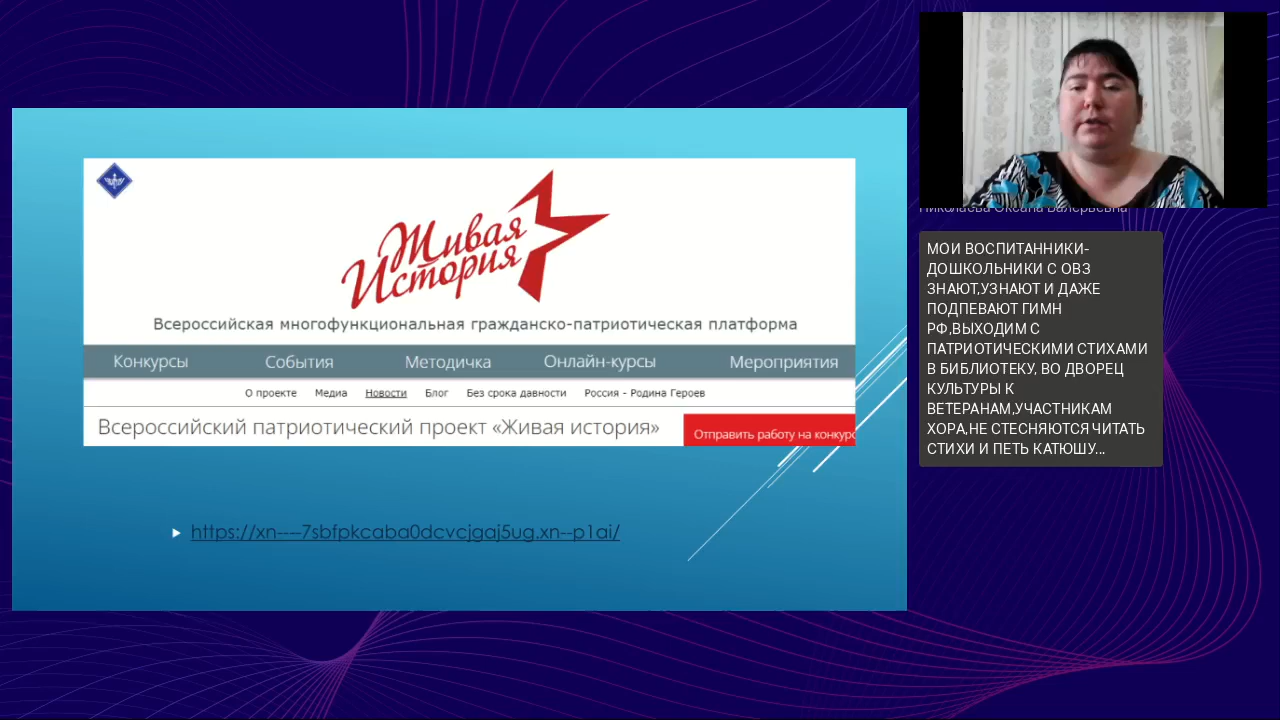 Живая
История
Всероссийская многофункциональная гражданско-патриотическая платформа
Конкурсы События Методичка Онлайн-курсы Мероприятия
О проекте Медиа Новости Блог Без срока давности Россия - Родина Героев
Всероссийский патриотический проект «Живая история»
Отправить работу на конкурс
https://xn----7sbfpkcaba0dcvcjgaj5ug.xn--p1ai/
Николаева Оксана Валерьевна
МОИ ВОСПИТАННИКИ-
ДОШКОЛЬНИКИ С ОВЗ
ЗНАЮТ,УЗНАЮТ И ДАЖЕ
ПОДПЕВАЮТ ГИМН
РФ,ВЫХОДИМ С
ПАТРИОТИЧЕСКИМИ СТИХАМИ
В БИБЛИОТЕКУ, ВО ДВОРЕЦ
КУЛЬТУРЫ К
ВЕТЕРАНАМ,УЧАСТНИКАМ
ХОРА,НЕ СТЕСНЯЮТСЯ ЧИТАТЬ
СТИХИ И ПЕТЬ КАТЮШУ...